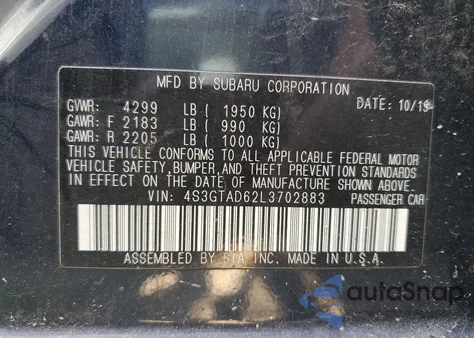 MFD BY SUBARU CORPORATION
GVWR: 4299 LB ( 1950 KG) DATE: 10/19
GAWR: F 2183 LB ( 990 KG)
GAWR: R 2205 LB ( 1000 KG)
THIS VEHICLE CONFORMS TO ALL APPLICABLE FEDERAL MOTOR
VEHICLE SAFETY, BUMPER, AND THEFT PREVENTION STANDARDS
IN EFFECT ON THE DATE OF MANUFACTURE SHOWN ABOVE.
VIN: 4S3GTAD62L3702883 PASSENGER CAR
ASSEMBLED BY SIA INC. MADE IN U.S.A.
autoSnap